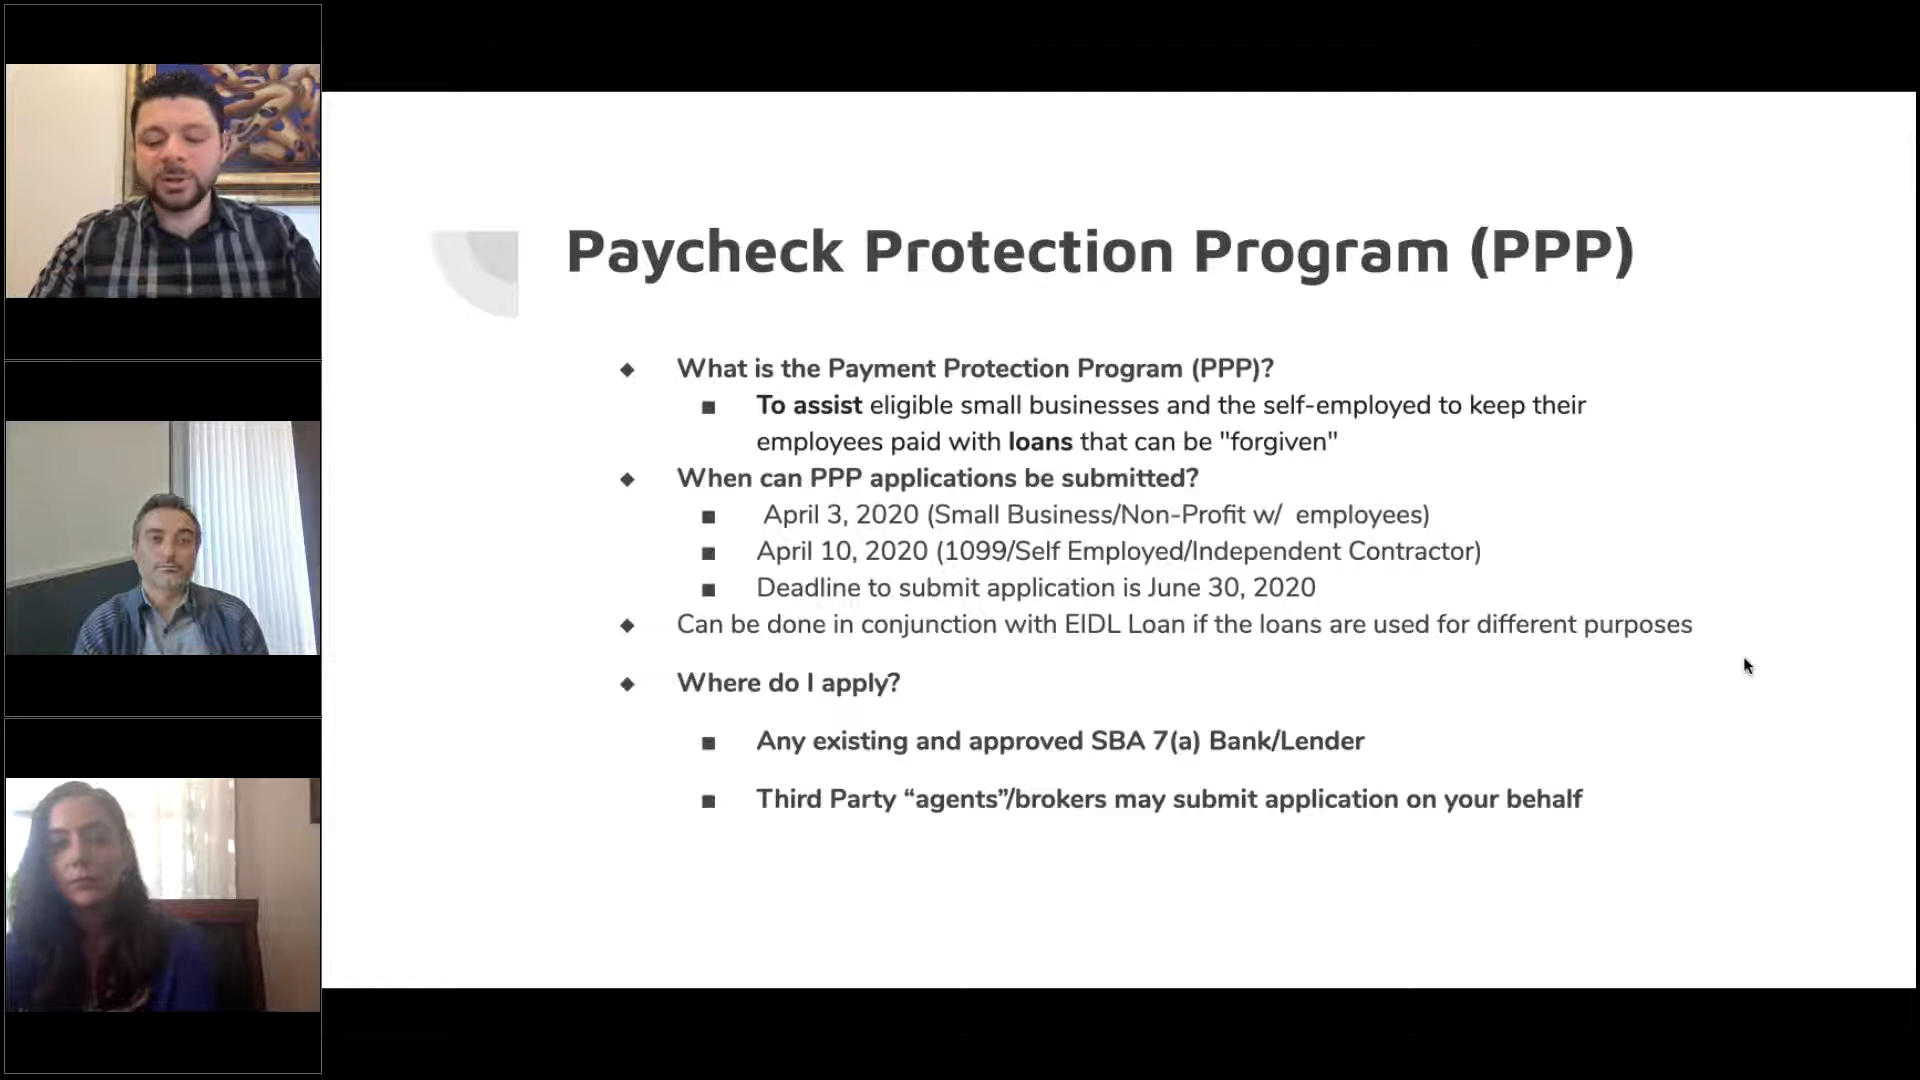 Paycheck Protection Program (PPP)
What is the Payment Protection Program (PPP)?
To assist eligible small businesses and the self-employed to keep their
employees paid with loans that can be "forgiven"
When can PPP applications be submitted?
April 3, 2020 (Small Business/Non-Profit w/ employees)
April 10, 2020 (1099/Self Employed/Independent Contractor)
Deadline to submit application is June 30, 2020
Can be done in conjunction with EIDL Loan if the loans are used for different purposes
Where do I apply?
Any existing and approved SBA 7(a) Bank/Lender
Third Party “agents”/brokers may submit application on your behalf